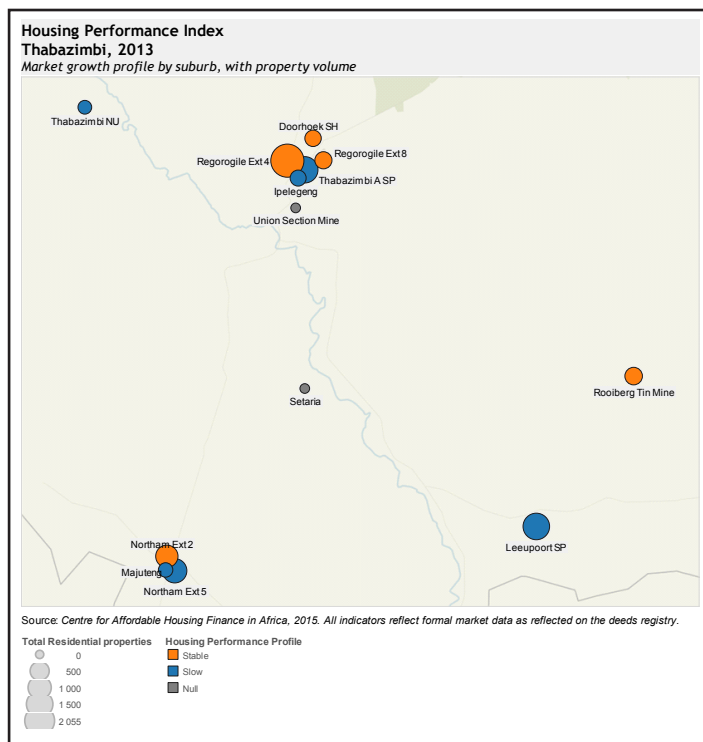 Housing Performance Index
Thabazimbi, 2013
Market growth profile by suburb, with property volume
Thabazimbi NU
Doorhoek SH
Regorogile Ext 4
Regorogile Ext 8
Thabazimbi A SP
Ipelegeng
Union Section Mine
Setaria
Rooiberg Tin Mine
Leeupoort SP
Northam Ext 2
Majuteng
Northam Ext 5
Source: Centre for Affordable Housing Finance in Africa, 2015. All indicators reflect formal market data as reflected on the deeds registry.
Total Residential properties
0
500
1 000
1 500
2 055
Housing Performance Profile
Stable
Slow
Null